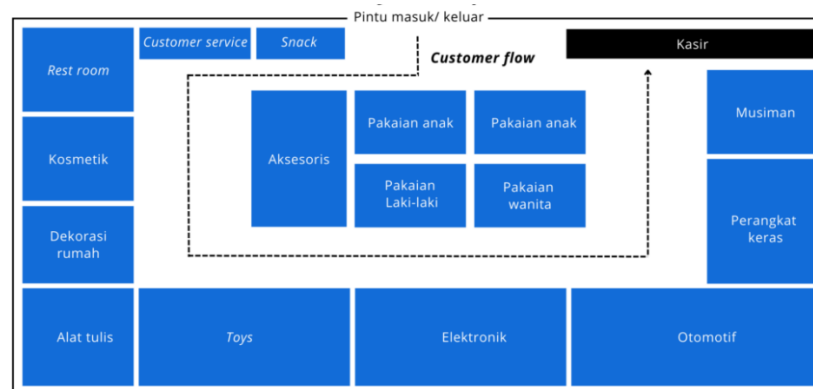 Pintu masuk/ keluar
Customer service
Snack
Kasir
Customer flow
Rest room
Musiman
Pakaian anak
Pakaian anak
Kosmetik
Aksesoris
Pakaian
Laki-laki
Pakaian
wanita
Perangkat
keras
Dekorasi
rumah
Alat tulis
Toys
Elektronik
Otomotif